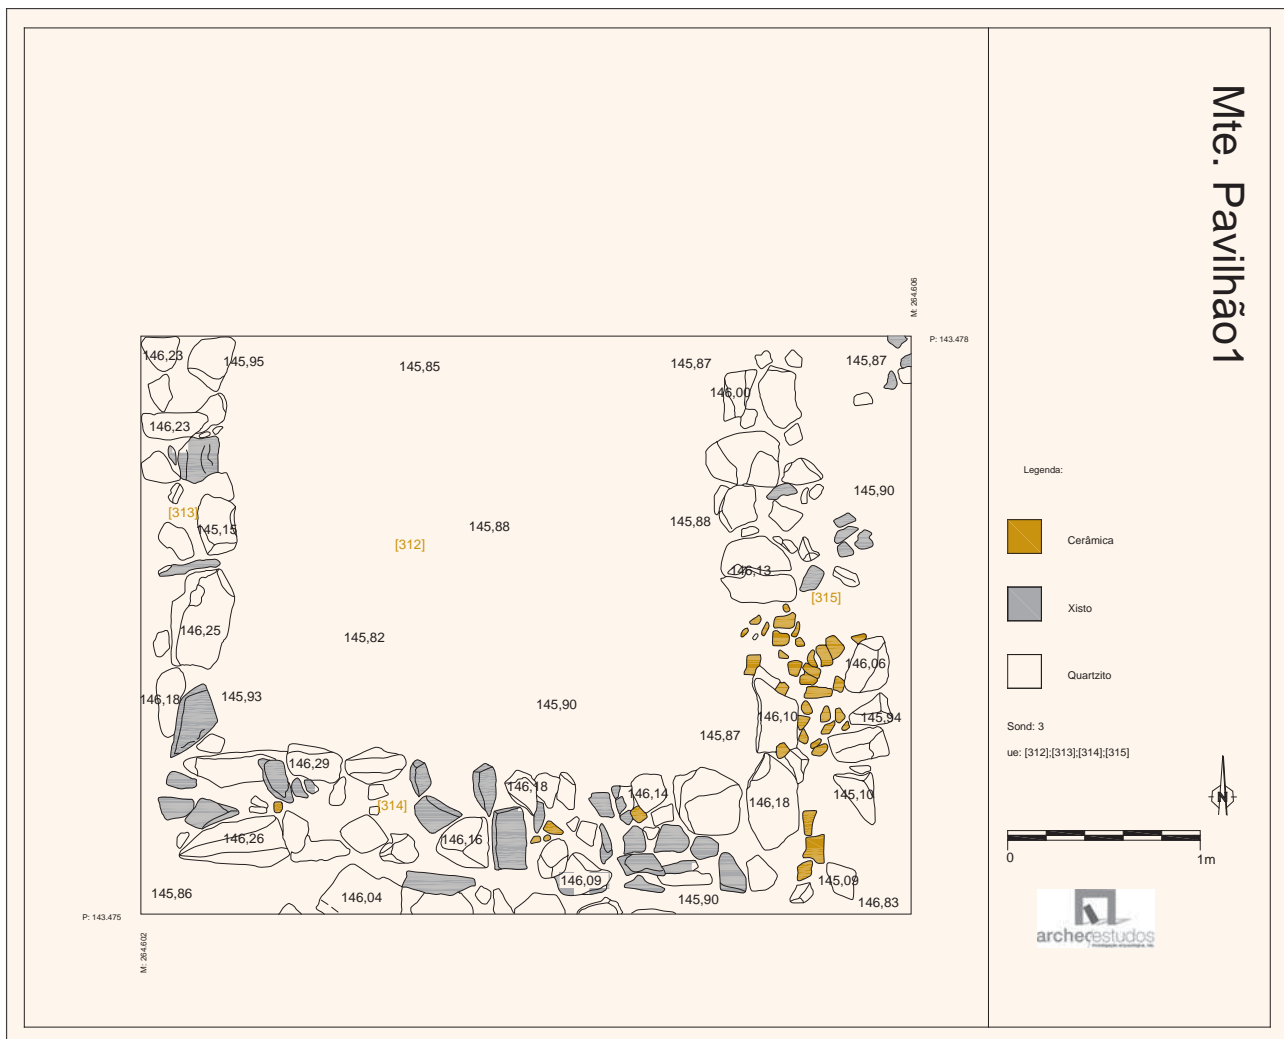 Mte. Pavilhão1
M: 264.606
P: 143.478
146,23
145,95
145,85
145,87
145,87
146,00
146,23
145,90
[313]
145,15
145,88
145,88
[312]
146,13
[315]
146,25
145,82
146,06
146,18
145,93
145,90
146,10
145,94
145,87
146,29
146,18
146,14
146,18
145,10
[314]
146,26
146,16
146,09
145,09
145,86
146,04
145,90
146,83
P: 143.475
M: 264.602
Legenda:
Cerâmica
Xisto
Quartzito
Sond: 3
ue: [312];[313];[314];[315]
N
0 1m
archeoestudos